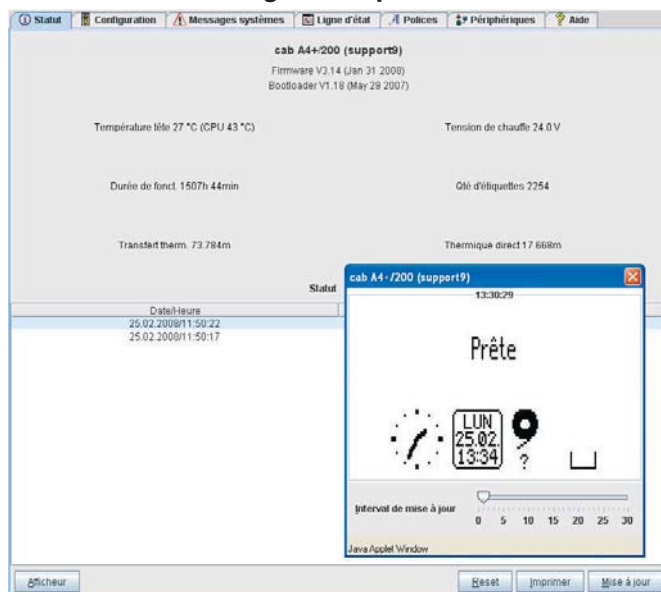 Statut Configuration Messages systèmes Ligne d'état Polices Périphériques Aide
cab A4+/200 (support9)
Firmware V3.14 (Jan 31 2008)
Bootloader V1.18 (May 29 2007)
Température tête 27 °C (CPU 43 °C) Tension de chauffe 24.0 V
Durée de fonct. 1507h 44min Qté d'étiquettes 2254
Transfert therm. 73.784m Thermique direct 17.668m
Statut
Date/Heure
25.02.2008/11:50:22
25.02.2008/11:50:17
cab A4+/200 (support9)
13:30:29
Prête
LUN
25.02.
13:34
?
Interval de mise à jour
0 5 10 15 20 25 30
Java Applet Window
Afficheur Reset Imprimer Mise à jour